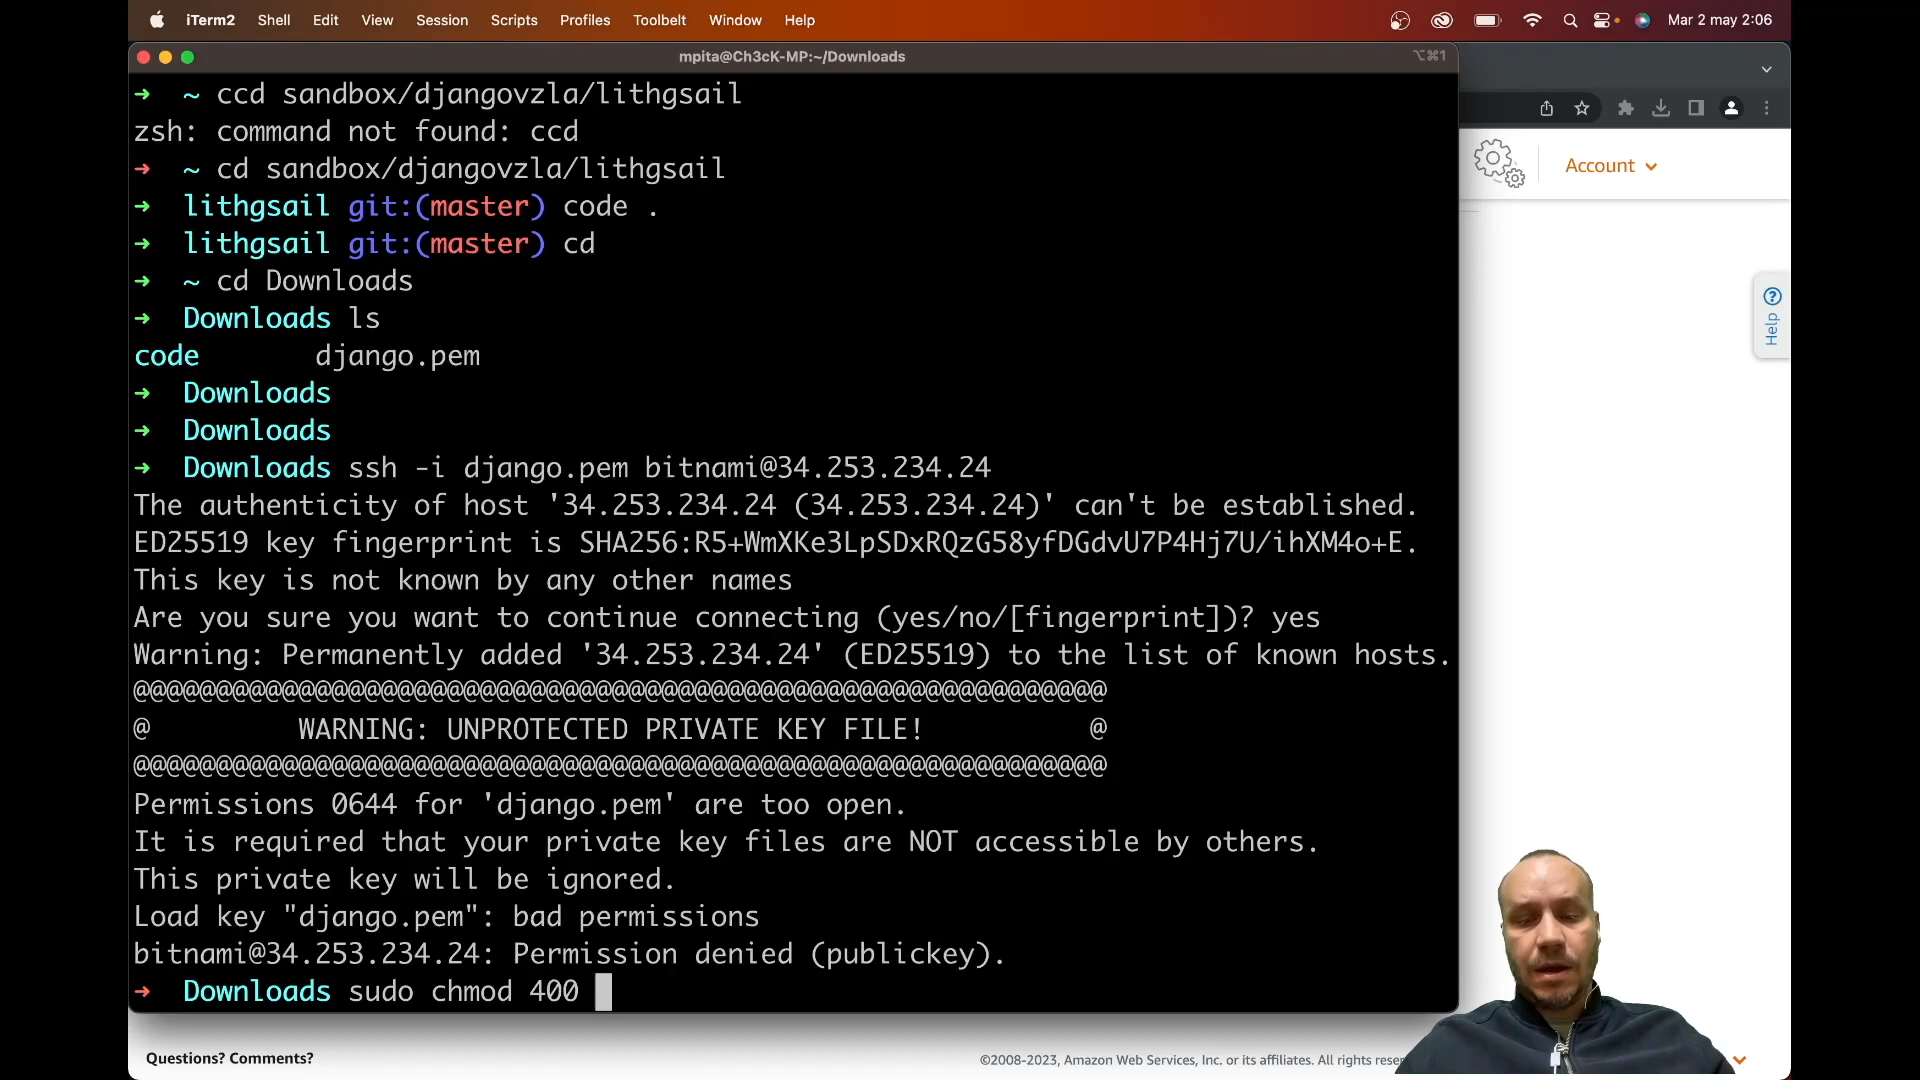 iTerm2 Shell Edit View Session Scripts Profiles Toolbelt Window Help Mar 2 may 2:06
mpita@Ch3cK-MP:~/Downloads ⌥⌘1
➜ ~ ccd sandbox/djangovzla/lithgsail
zsh: command not found: ccd
➜ ~ cd sandbox/djangovzla/lithgsail
➜ lithgsail git:(master) code .
➜ lithgsail git:(master) cd
➜ ~ cd Downloads
➜ Downloads ls
code django.pem
➜ Downloads
➜ Downloads
➜ Downloads ssh -i django.pem bitnami@34.253.234.24
The authenticity of host '34.253.234.24 (34.253.234.24)' can't be established.
ED25519 key fingerprint is SHA256:R5+WmXKe3LpSDxRQzG58yfDGdvU7P4Hj7U/ihXM4o+E.
This key is not known by any other names
Are you sure you want to continue connecting (yes/no/[fingerprint])? yes
Warning: Permanently added '34.253.234.24' (ED25519) to the list of known hosts.
@@@@@@@@@@@@@@@@@@@@@@@@@@@@@@@@@@@@@@@@@@@@@@@@@@@@@@@@@@@
@ WARNING: UNPROTECTED PRIVATE KEY FILE! @
@@@@@@@@@@@@@@@@@@@@@@@@@@@@@@@@@@@@@@@@@@@@@@@@@@@@@@@@@@@
Permissions 0644 for 'django.pem' are too open.
It is required that your private key files are NOT accessible by others.
This private key will be ignored.
Load key "django.pem": bad permissions
bitnami@34.253.234.24: Permission denied (publickey).
➜ Downloads sudo chmod 400
Account
Help
Questions? Comments?
©2008-2023, Amazon Web Services, Inc. or its affiliates. All rights